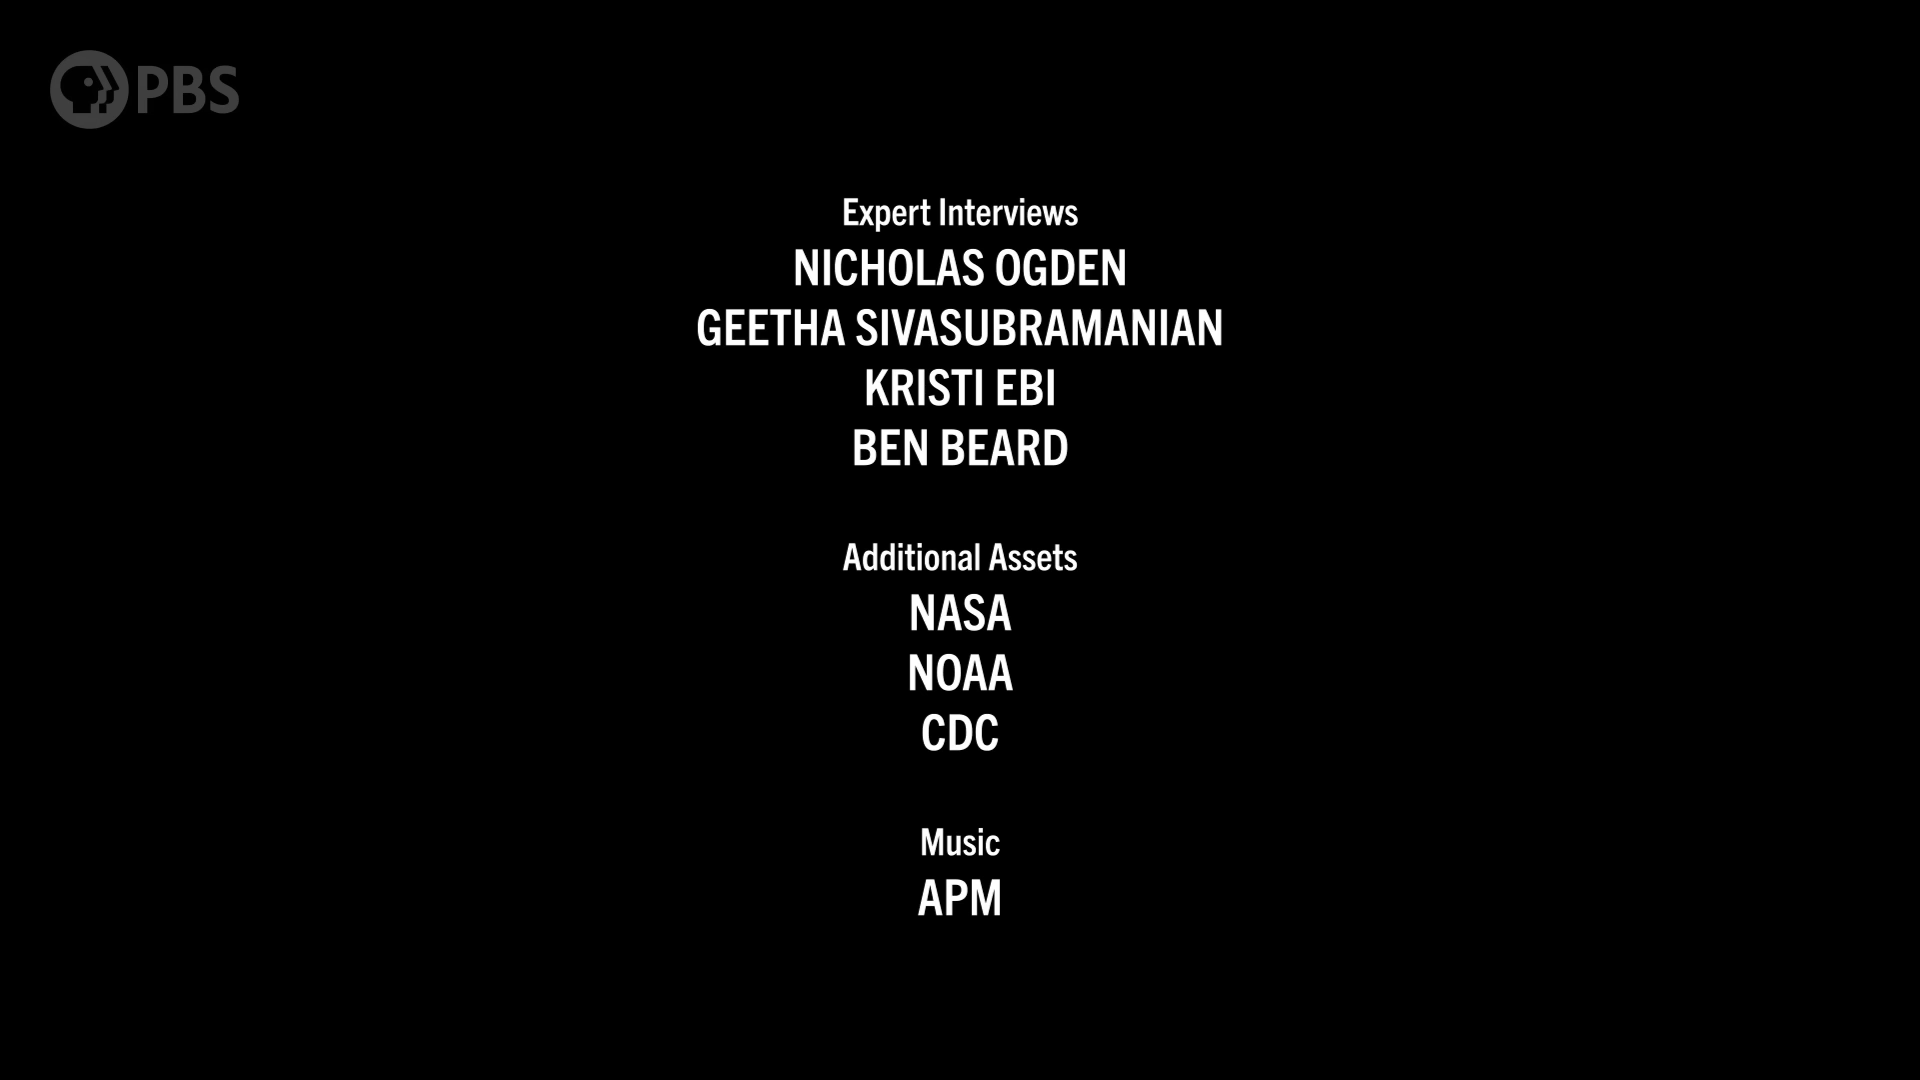 PBS
Expert Interviews
NICHOLAS OGDEN
GEETHA SIVASUBRAMANIAN
KRISTI EBI
BEN BEARD
Additional Assets
NASA
NOAA
CDC
Music
APM